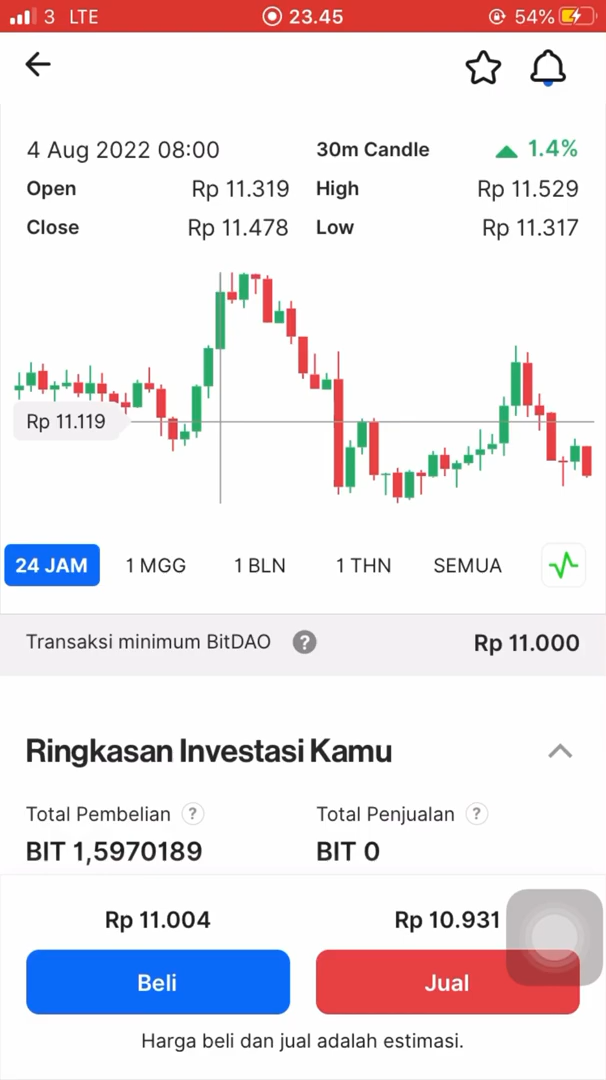 3 LTE 23.45 54%
4 Aug 2022 08:00 30m Candle 1.4%
Open Rp 11.319 High Rp 11.529
Close Rp 11.478 Low Rp 11.317
Rp 11.119
24 JAM 1 MGG 1 BLN 1 THN SEMUA
Transaksi minimum BitDAO ? Rp 11.000
Ringkasan Investasi Kamu
Total Pembelian ? Total Penjualan ?
BIT 1,5970189 BIT 0
Rp 11.004 Rp 10.931
Beli Jual
Harga beli dan jual adalah estimasi.